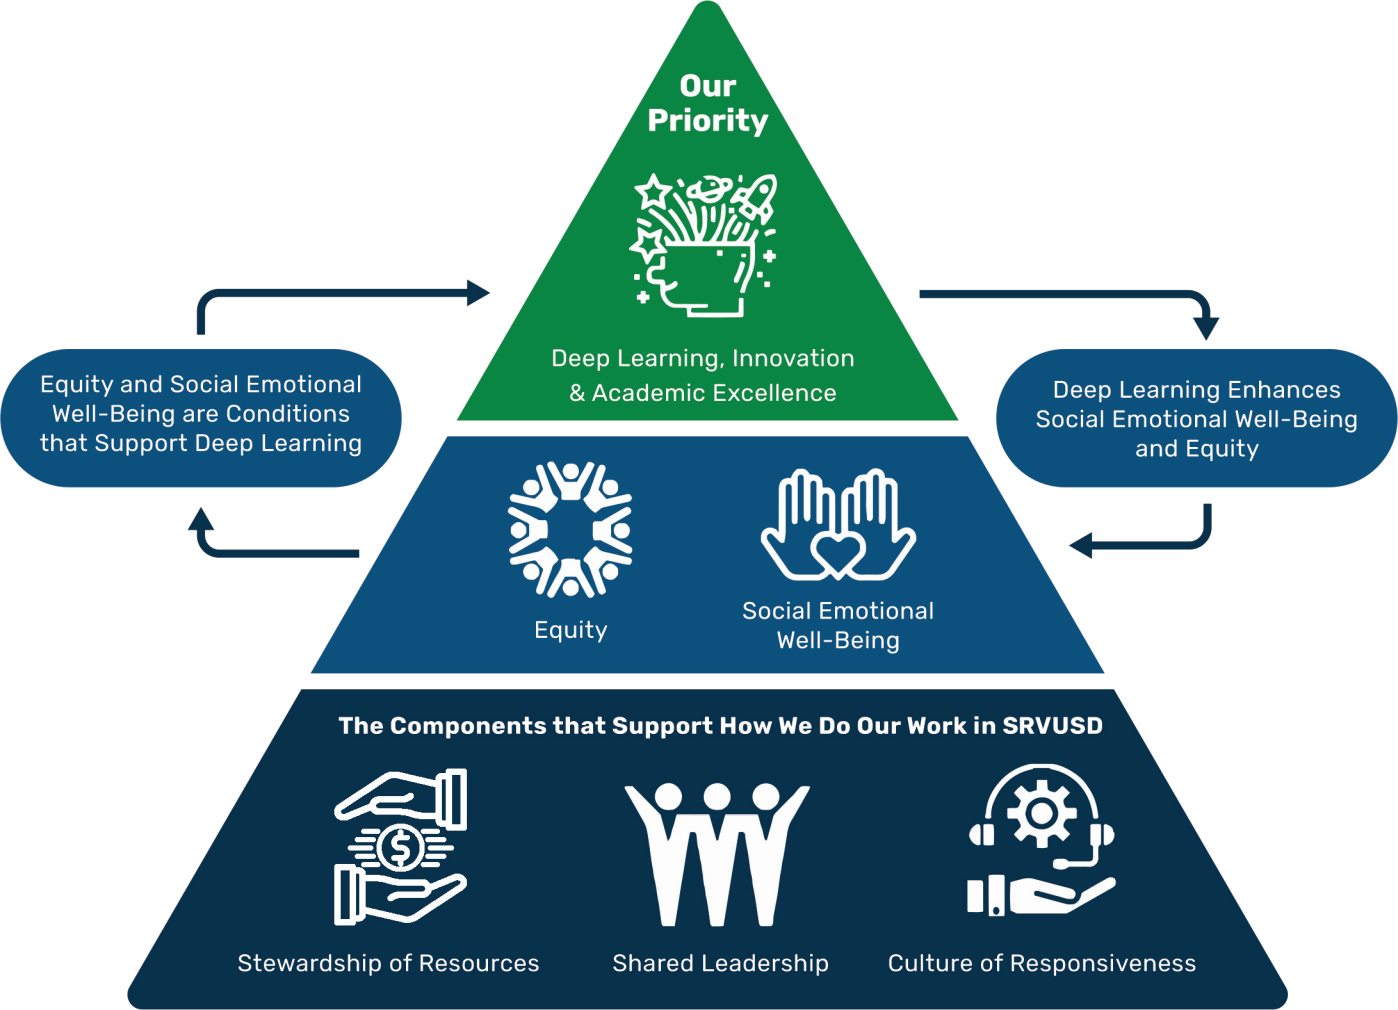 Our
Priority
Deep Learning, Innovation
& Academic Excellence
Equity and Social Emotional
Well-Being are Conditions
that Support Deep Learning
Deep Learning Enhances
Social Emotional Well-Being
and Equity
Equity
Social Emotional
Well-Being
The Components that Support How We Do Our Work in SRVUSD
$
Stewardship of Resources
Shared Leadership
Culture of Responsiveness